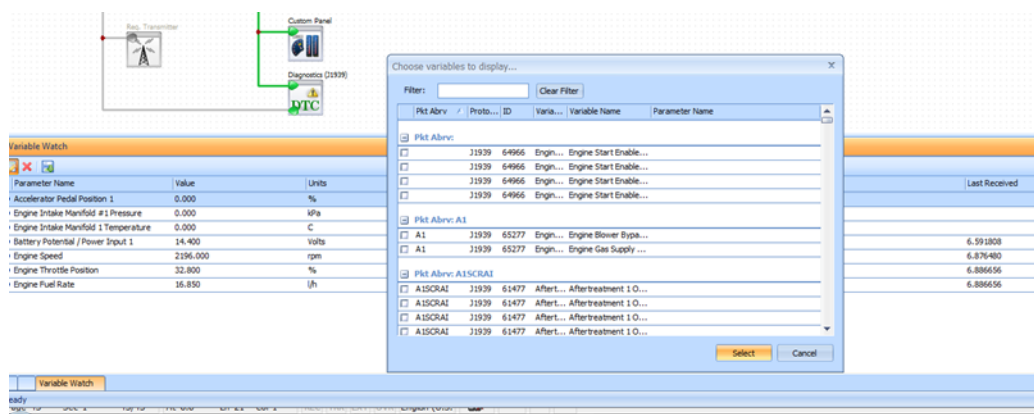 Req. Transmitter
Custom Panel
Diagnostics (J1939)
DTC
Choose variables to display...
Filter: Clear Filter
Pkt Abrv Proto... ID Varia... Variable Name Parameter Name
Pkt Abrv:
J1939 64966 Engin... Engine Start Enable...
J1939 64966 Engin... Engine Start Enable...
J1939 64966 Engin... Engine Start Enable...
J1939 64966 Engin... Engine Start Enable...
Pkt Abrv: A1
A1 J1939 65277 Engin... Engine Blower Bypa...
A1 J1939 65277 Engin... Engine Gas Supply ...
Pkt Abrv: A1SCRAI
A1SCRAI J1939 61477 Aftert... Aftertreatment 1 O...
A1SCRAI J1939 61477 Aftert... Aftertreatment 1 O...
A1SCRAI J1939 61477 Aftert... Aftertreatment 1 O...
A1SCRAI J1939 61477 Aftert... Aftertreatment 1 O...
Select Cancel
Variable Watch
Parameter Name Value Units Last Received
Accelerator Pedal Position 1 0.000 %
Engine Intake Manifold #1 Pressure 0.000 kPa
Engine Intake Manifold 1 Temperature 0.000 C
Battery Potential / Power Input 1 14.400 Volts 6.591808
Engine Speed 2196.000 rpm 6.876480
Engine Throttle Position 32.800 % 6.886656
Engine Fuel Rate 16.850 l/h 6.886656
Variable Watch
eady